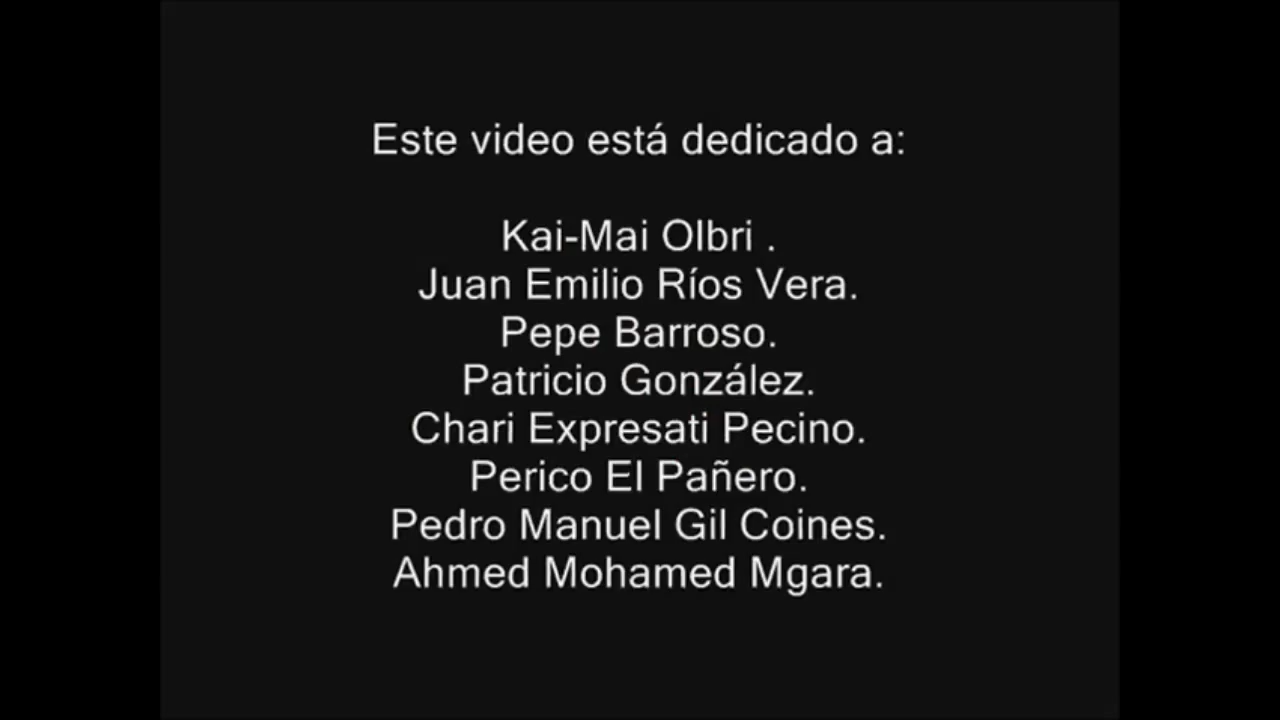 Este video está dedicado a:
Kai-Mai Olbri .
Juan Emilio Ríos Vera.
Pepe Barroso.
Patricio González.
Chari Expresati Pecino.
Perico El Pañero.
Pedro Manuel Gil Coines.
Ahmed Mohamed Mgara.